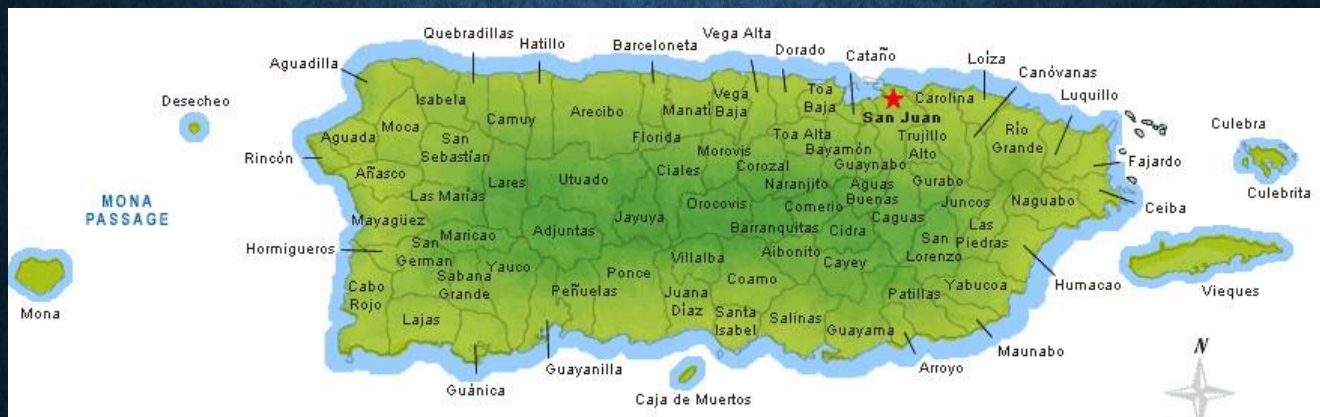 Quebradillas
Hatillo
Barceloneta
Vega Alta
Dorado
Cataño
Loíza
Canóvanas
Luquillo
Aguadilla
Desecheo
Isabela
Camuy
Arecibo
Manatí
Vega
Baja
Toa
Baja
San Juan
Carolina
Culebra
Aguada
Moca
San
Sebastían
Florida
Morovis
Toa Alta
Bayamón
Trujillo
Alto
Río
Grande
Rincón
Añasco
Lares
Utuado
Ciales
Corozal
Naranjito
Guaynabo
Aguas
Buenas
Gurabo
Fajardo
Culebrita
MONA
PASSAGE
Las Marías
Mayagüez
Jayuya
Orocovis
Comerio
Caguas
Juncos
Naguabo
Ceiba
Hormigueros
San
German
Maricao
Adjuntas
Barranquitas
Cidra
Las
Piedras
Villalba
Aibonito
Cayey
San
Lorenzo
Cabo
Rojo
Sabana
Grande
Yauco
Peñuelas
Ponce
Coamo
Yabucoa
Humacao
Vieques
Mona
Lajas
Juana
Díaz
Santa
Isabel
Salinas
Guayama
Patillas
Maunabo
Arroyo
Guánica
Guayanilla
Caja de Muertos
N